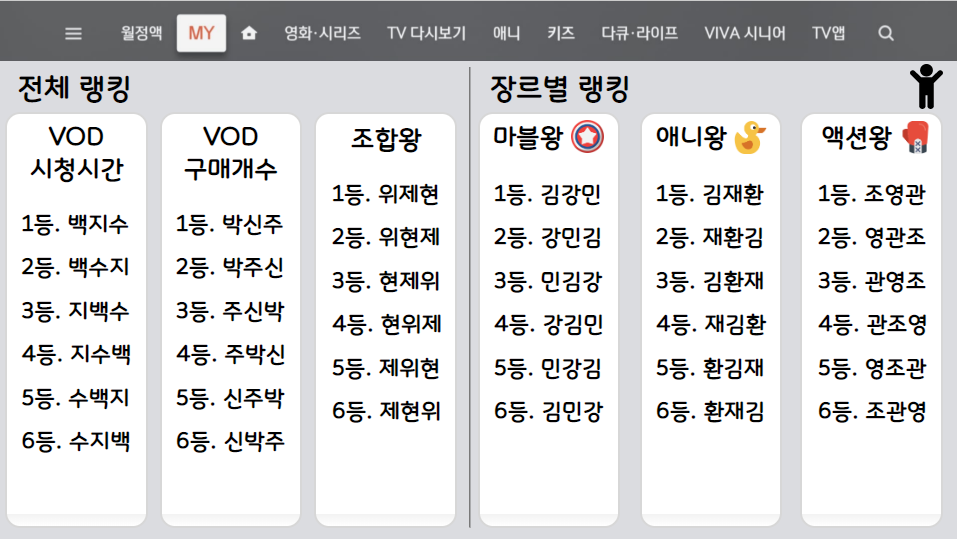 월정액 MY 영화·시리즈 TV 다시보기 애니 키즈 다큐·라이프 VIVA 시니어 TV앱
전체 랭킹
VOD
시청시간
1등. 백지수
2등. 백수지
3등. 지백수
4등. 지수백
5등. 수백지
6등. 수지백
VOD
구매개수
1등. 박신주
2등. 박주신
3등. 주신박
4등. 주박신
5등. 신주박
6등. 신박주
조합왕
1등. 위제현
2등. 위현제
3등. 현제위
4등. 현위제
5등. 제위현
6등. 제현위
장르별 랭킹
마블왕
1등. 김강민
2등. 강민김
3등. 민김강
4등. 강김민
5등. 민강김
6등. 김민강
애니왕
1등. 김재환
2등. 재환김
3등. 김환재
4등. 재김환
5등. 환김재
6등. 환재김
액션왕
1등. 조영관
2등. 영관조
3등. 관영조
4등. 관조영
5등. 영조관
6등. 조관영